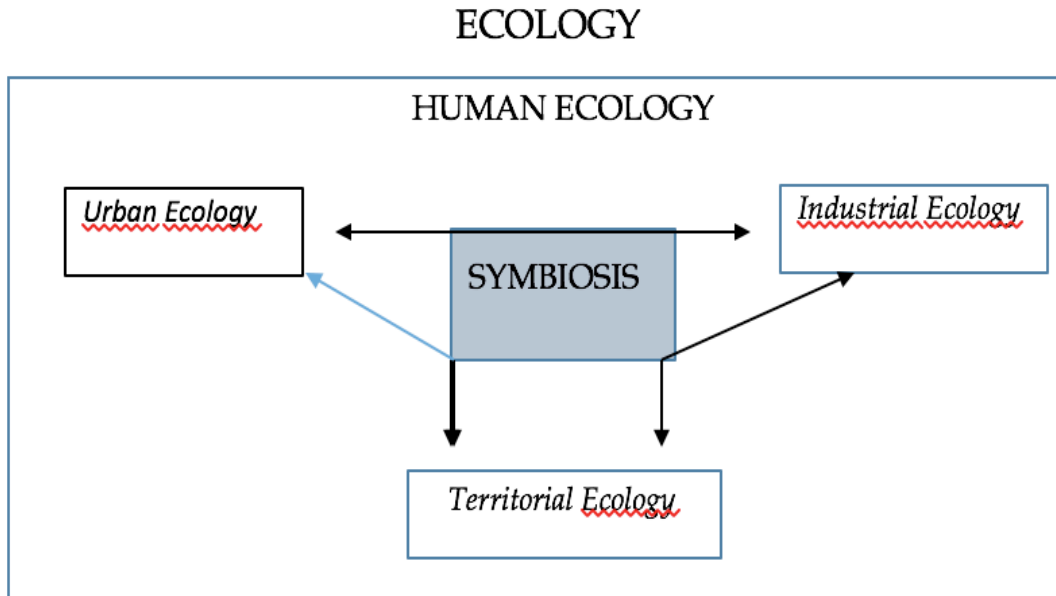 ECOLOGY
HUMAN ECOLOGY
Urban Ecology
Industrial Ecology
SYMBIOSIS
Territorial Ecology